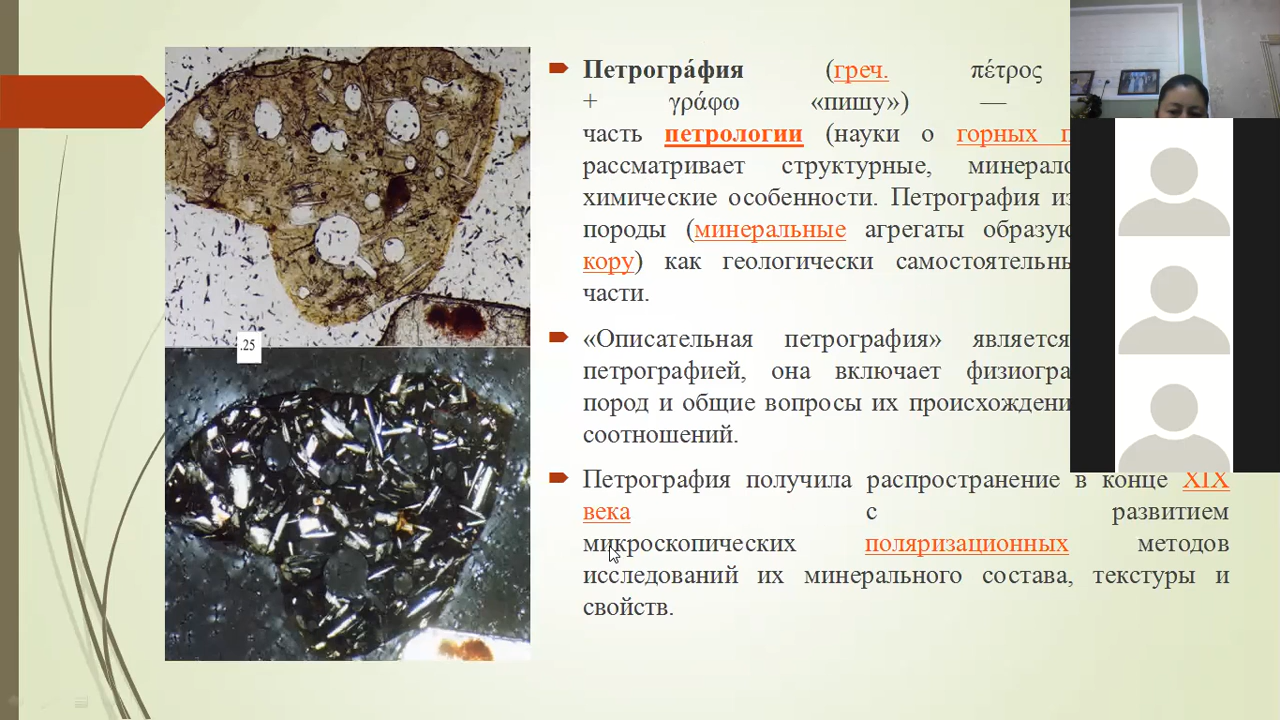 Петрогра́фия (греч. πέτρος
+ γράφω «пишу») —
часть петрологии (науки о горных
рассматривает структурные,
химические особенности. Петрография
породы (минеральные агрегаты
кору) как геологически
части.
.25
«Описательная петрография» является
петрографией, она включает
пород и общие вопросы их
соотношений.
Петрография получила распространение в конце XIX
века с развитием
микроскопических поляризационных методов
исследований их минерального состава, текстуры и
свойств.